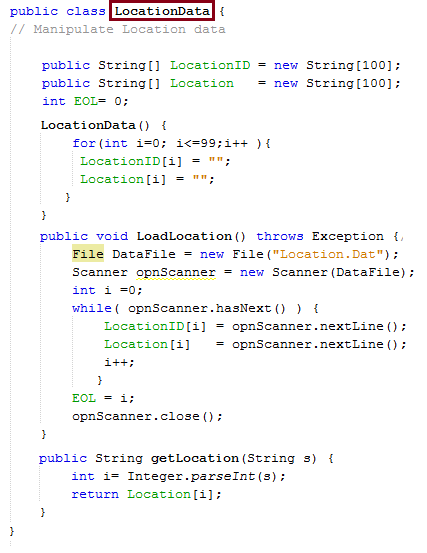 public class LocationData {
// Manipulate Location data
public String[] LocationID = new String[100];
public String[] Location   = new String[100];
int EOL= 0;
LocationData() {
for(int i=0; i<=99;i++ ){
LocationID[i] = "";
Location[i] = "";
}
}
public void LoadLocation() throws Exception {
File DataFile = new File("Location.Dat");
Scanner opnScanner = new Scanner(DataFile);
int i =0;
while( opnScanner.hasNext() ) {
LocationID[i] = opnScanner.nextLine();
Location[i]   = opnScanner.nextLine();
i++;
}
EOL = i;
opnScanner.close();
}
public String getLocation(String s) {
int i= Integer.parseInt(s);
return Location[i];
}
}